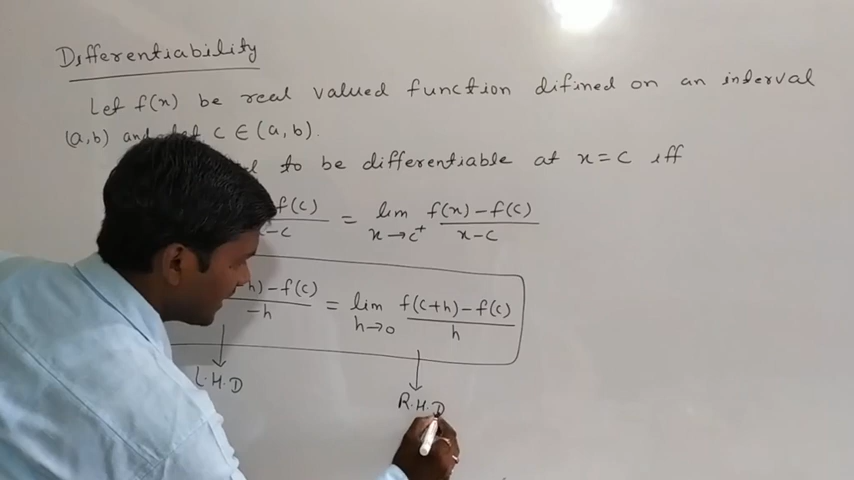 Differentiability
Let f(x) be real valued function difined on an interval
(a,b) and c ∈ (a,b).
to be differentiable at x=c iff
f(c) / -c = lim x→c⁺ f(x)-f(c) / x-c
-h)-f(c) / -h = lim h→0 f(c+h)-f(c) / h
L.H.D
R.H.D